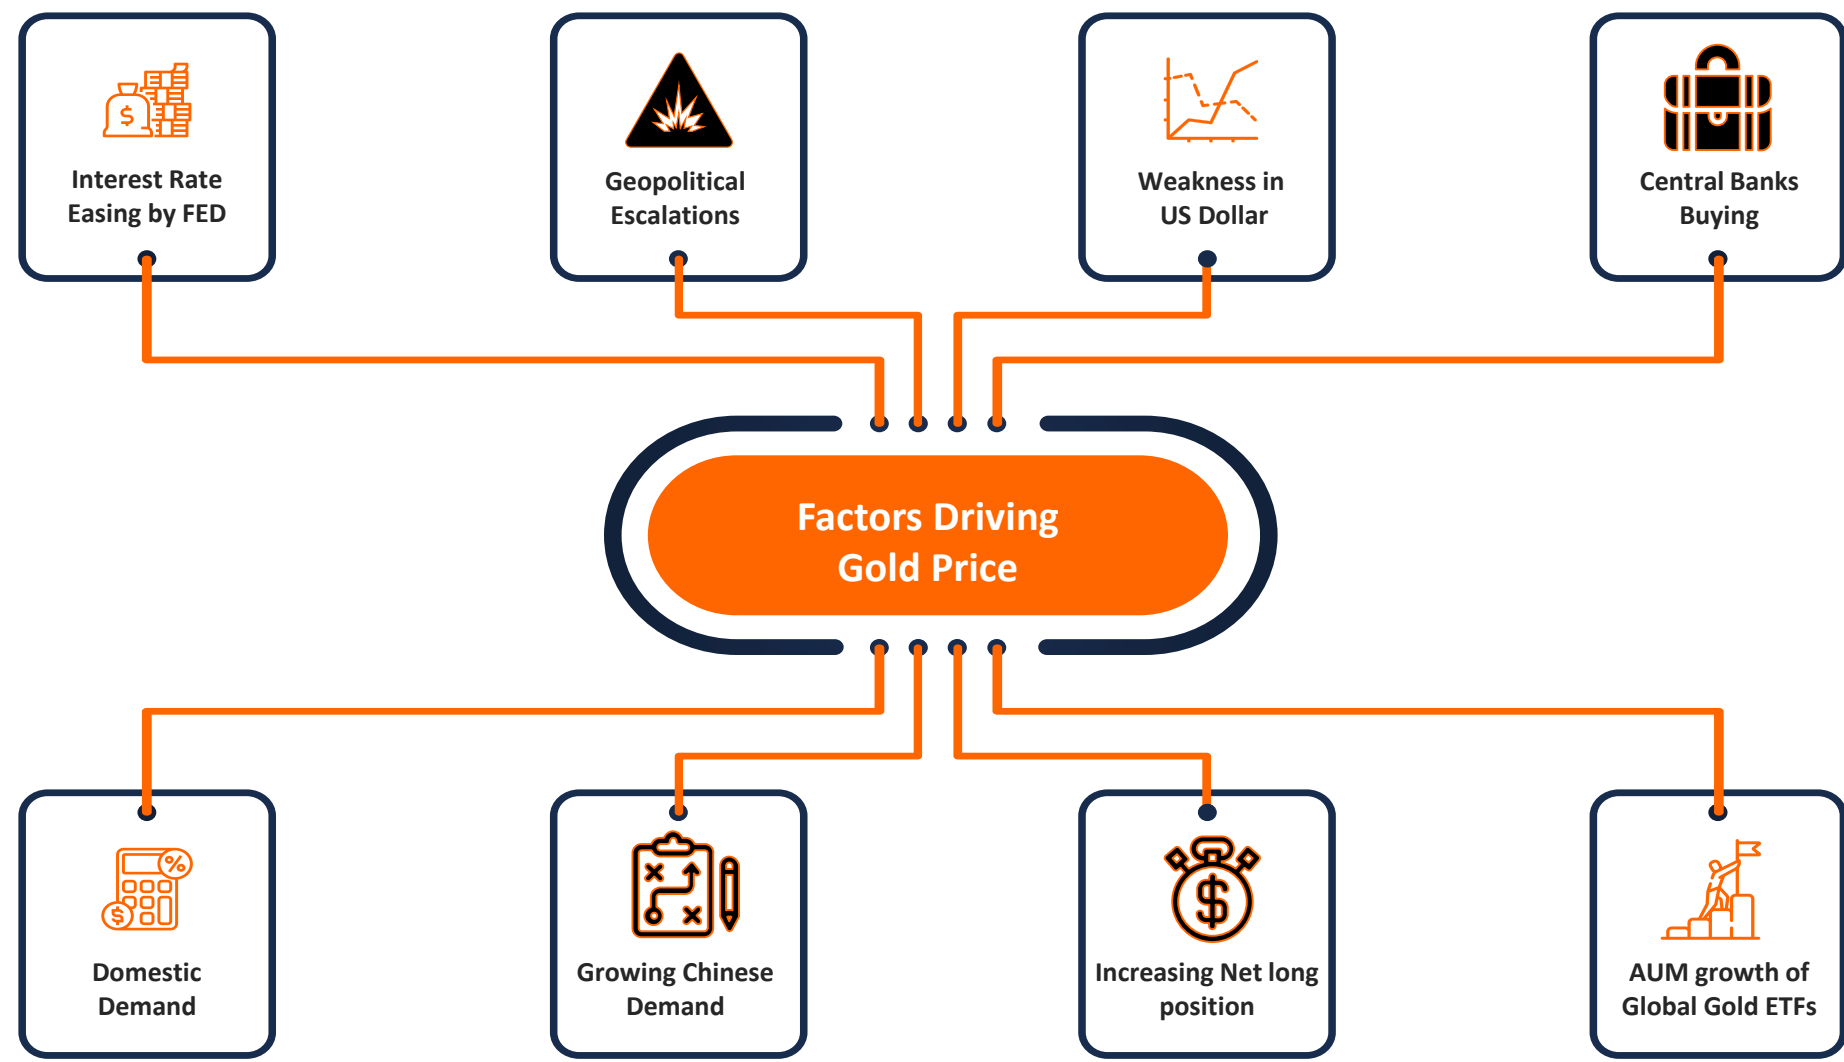 Interest Rate
Easing by FED
Geopolitical
Escalations
Weakness in
US Dollar
Central Banks
Buying
Factors Driving
Gold Price
Domestic
Demand
Growing Chinese
Demand
Increasing Net long
position
AUM growth of
Global Gold ETFs